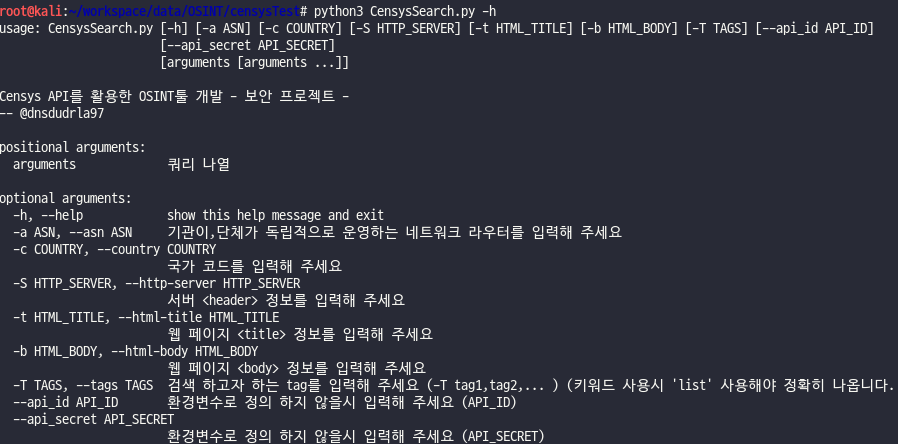 root@kali:~/workspace/data/OSINT/censysTest# python3 CensysSearch.py -h
usage: CensysSearch.py [-h] [-a ASN] [-c COUNTRY] [-S HTTP_SERVER] [-t HTML_TITLE] [-b HTML_BODY] [-T TAGS] [--api_id API_ID]
[--api_secret API_SECRET]
[arguments [arguments ...]]
Censys API를 활용한 OSINT툴 개발 - 보안 프로젝트 -
-- @dnsdudrla97
positional arguments:
arguments 쿼리 나열
optional arguments:
-h, --help show this help message and exit
-a ASN, --asn ASN 기관이,단체가 독립적으로 운영하는 네트워크 라우터를 입력해 주세요
-c COUNTRY, --country COUNTRY
국가 코드를 입력해 주세요
-S HTTP_SERVER, --http-server HTTP_SERVER
서버 <header> 정보를 입력해 주세요
-t HTML_TITLE, --html-title HTML_TITLE
웹 페이지 <title> 정보를 입력해 주세요
-b HTML_BODY, --html-body HTML_BODY
웹 페이지 <body> 정보를 입력해 주세요
-T TAGS, --tags TAGS 검색 하고자 하는 tag를 입력해 주세요 (-T tag1,tag2,... ) (키워드 사용시 'list' 사용해야 정확히 나옵니다.
--api_id API_ID 환경변수로 정의 하지 않을시 입력해 주세요 (API_ID)
--api_secret API_SECRET
환경변수로 정의 하지 않을시 입력해 주세요 (API_SECRET)